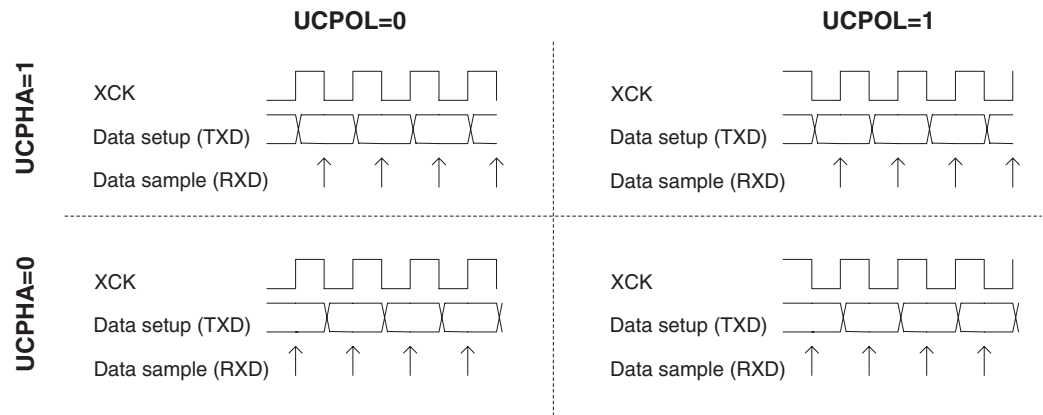 UCPOL=0 UCPOL=1
UCPHA=1
XCK XCK
Data setup (TXD) Data setup (TXD)
Data sample (RXD) Data sample (RXD)
UCPHA=0
XCK XCK
Data setup (TXD) Data setup (TXD)
Data sample (RXD) Data sample (RXD)